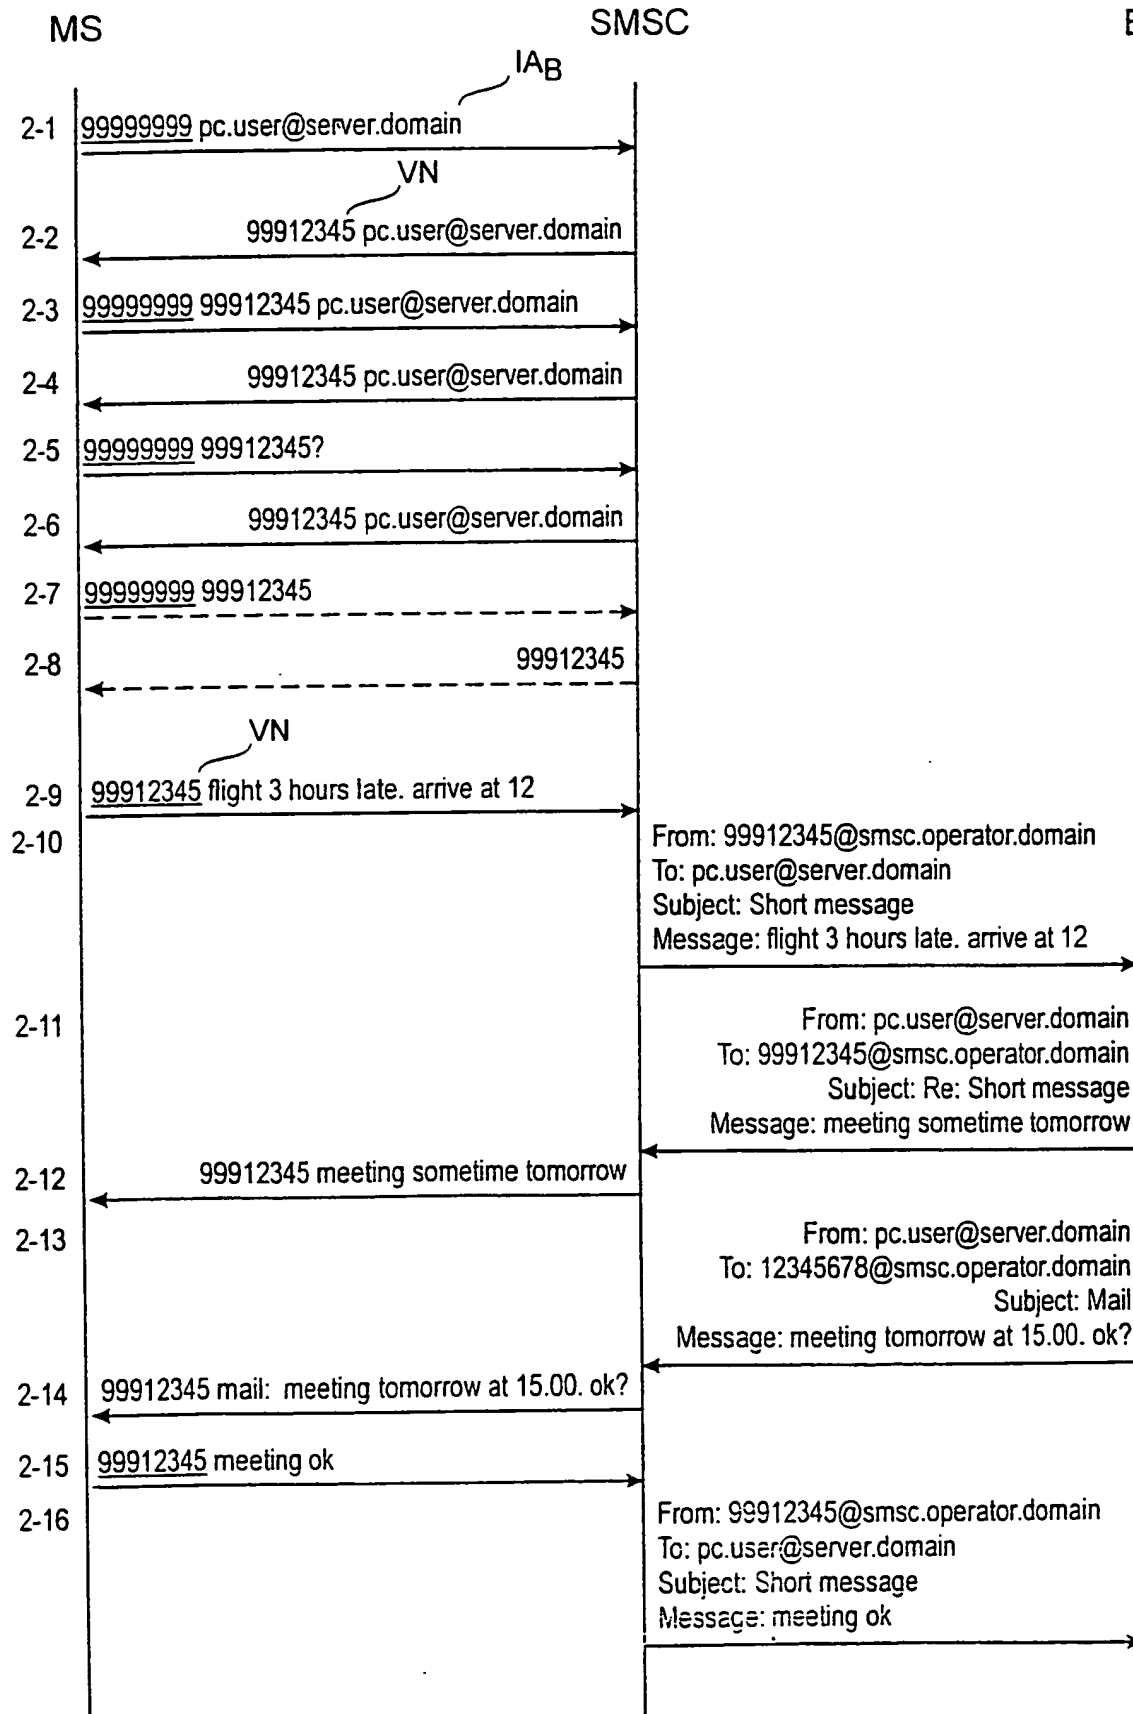 MS
SMSC
IAB
2-1 99999999 pc.user@server.domain
VN
2-2 99912345 pc.user@server.domain
2-3 99999999 99912345 pc.user@server.domain
2-4 99912345 pc.user@server.domain
2-5 99999999 99912345?
2-6 99912345 pc.user@server.domain
2-7 99999999 99912345
2-8 99912345
VN
2-9 99912345 flight 3 hours late. arrive at 12
2-10 From: 99912345@smsc.operator.domain
To: pc.user@server.domain
Subject: Short message
Message: flight 3 hours late. arrive at 12
2-11 From: pc.user@server.domain
To: 99912345@smsc.operator.domain
Subject: Re: Short message
Message: meeting sometime tomorrow
2-12 99912345 meeting sometime tomorrow
2-13 From: pc.user@server.domain
To: 12345678@smsc.operator.domain
Subject: Mail
Message: meeting tomorrow at 15.00. ok?
2-14 99912345 mail: meeting tomorrow at 15.00. ok?
2-15 99912345 meeting ok
2-16 From: 99912345@smsc.operator.domain
To: pc.user@server.domain
Subject: Short message
Message: meeting ok